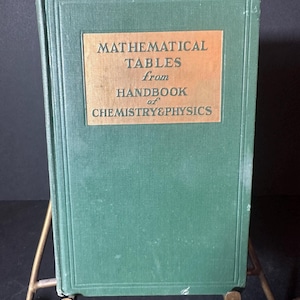 MATHEMATICAL
TABLES
from
HANDBOOK
of
CHEMISTRY&PHYSICS